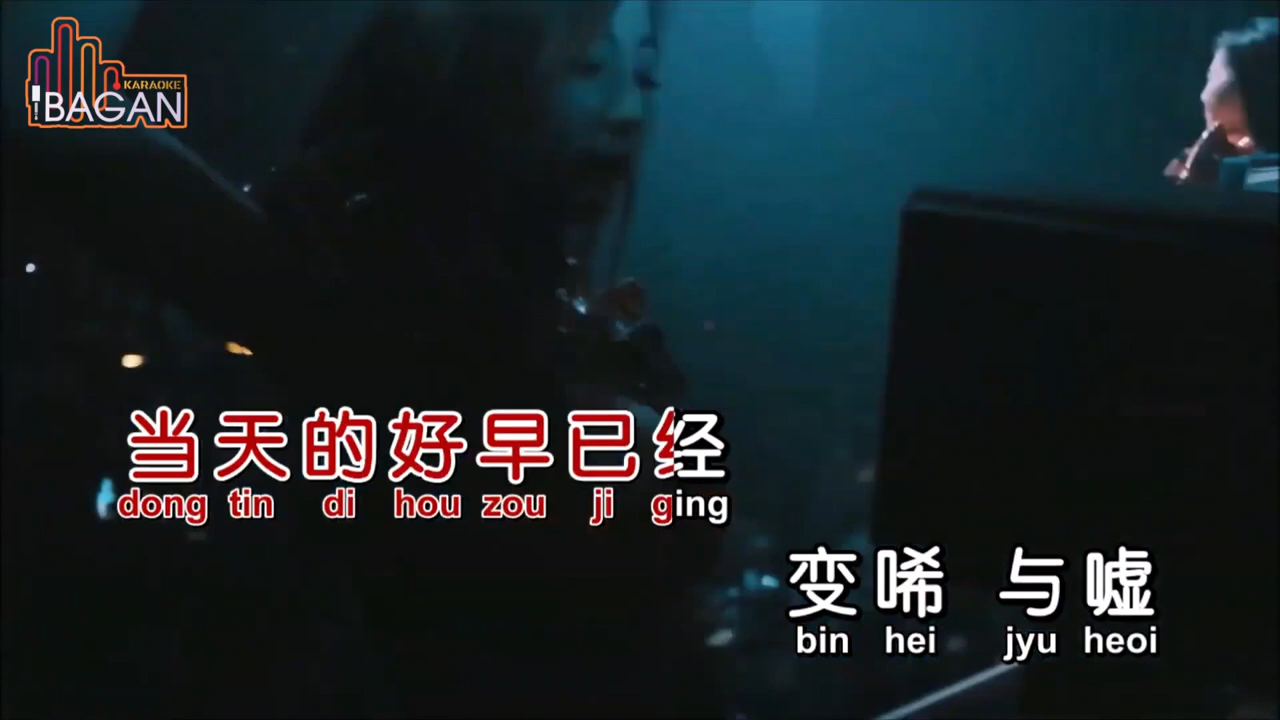 KARAOKE
BAGAN
当天的好早已经
dong tin di hou zou ji ging
变唏 与嘘
bin hei jyu heoi